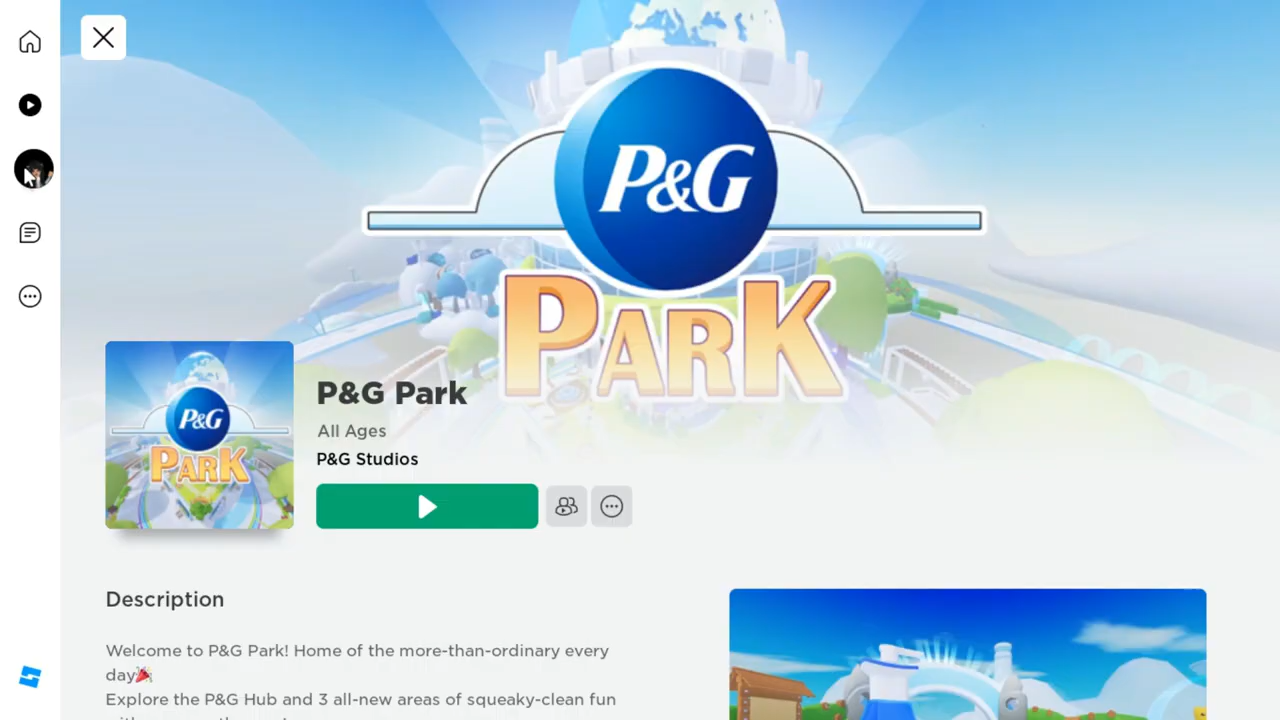 P&G
PARK
P&G
PARK
P&G Park
All Ages
P&G Studios
Description
Welcome to P&G Park! Home of the more-than-ordinary every
day🎉
Explore the P&G Hub and 3 all-new areas of squeaky-clean fun